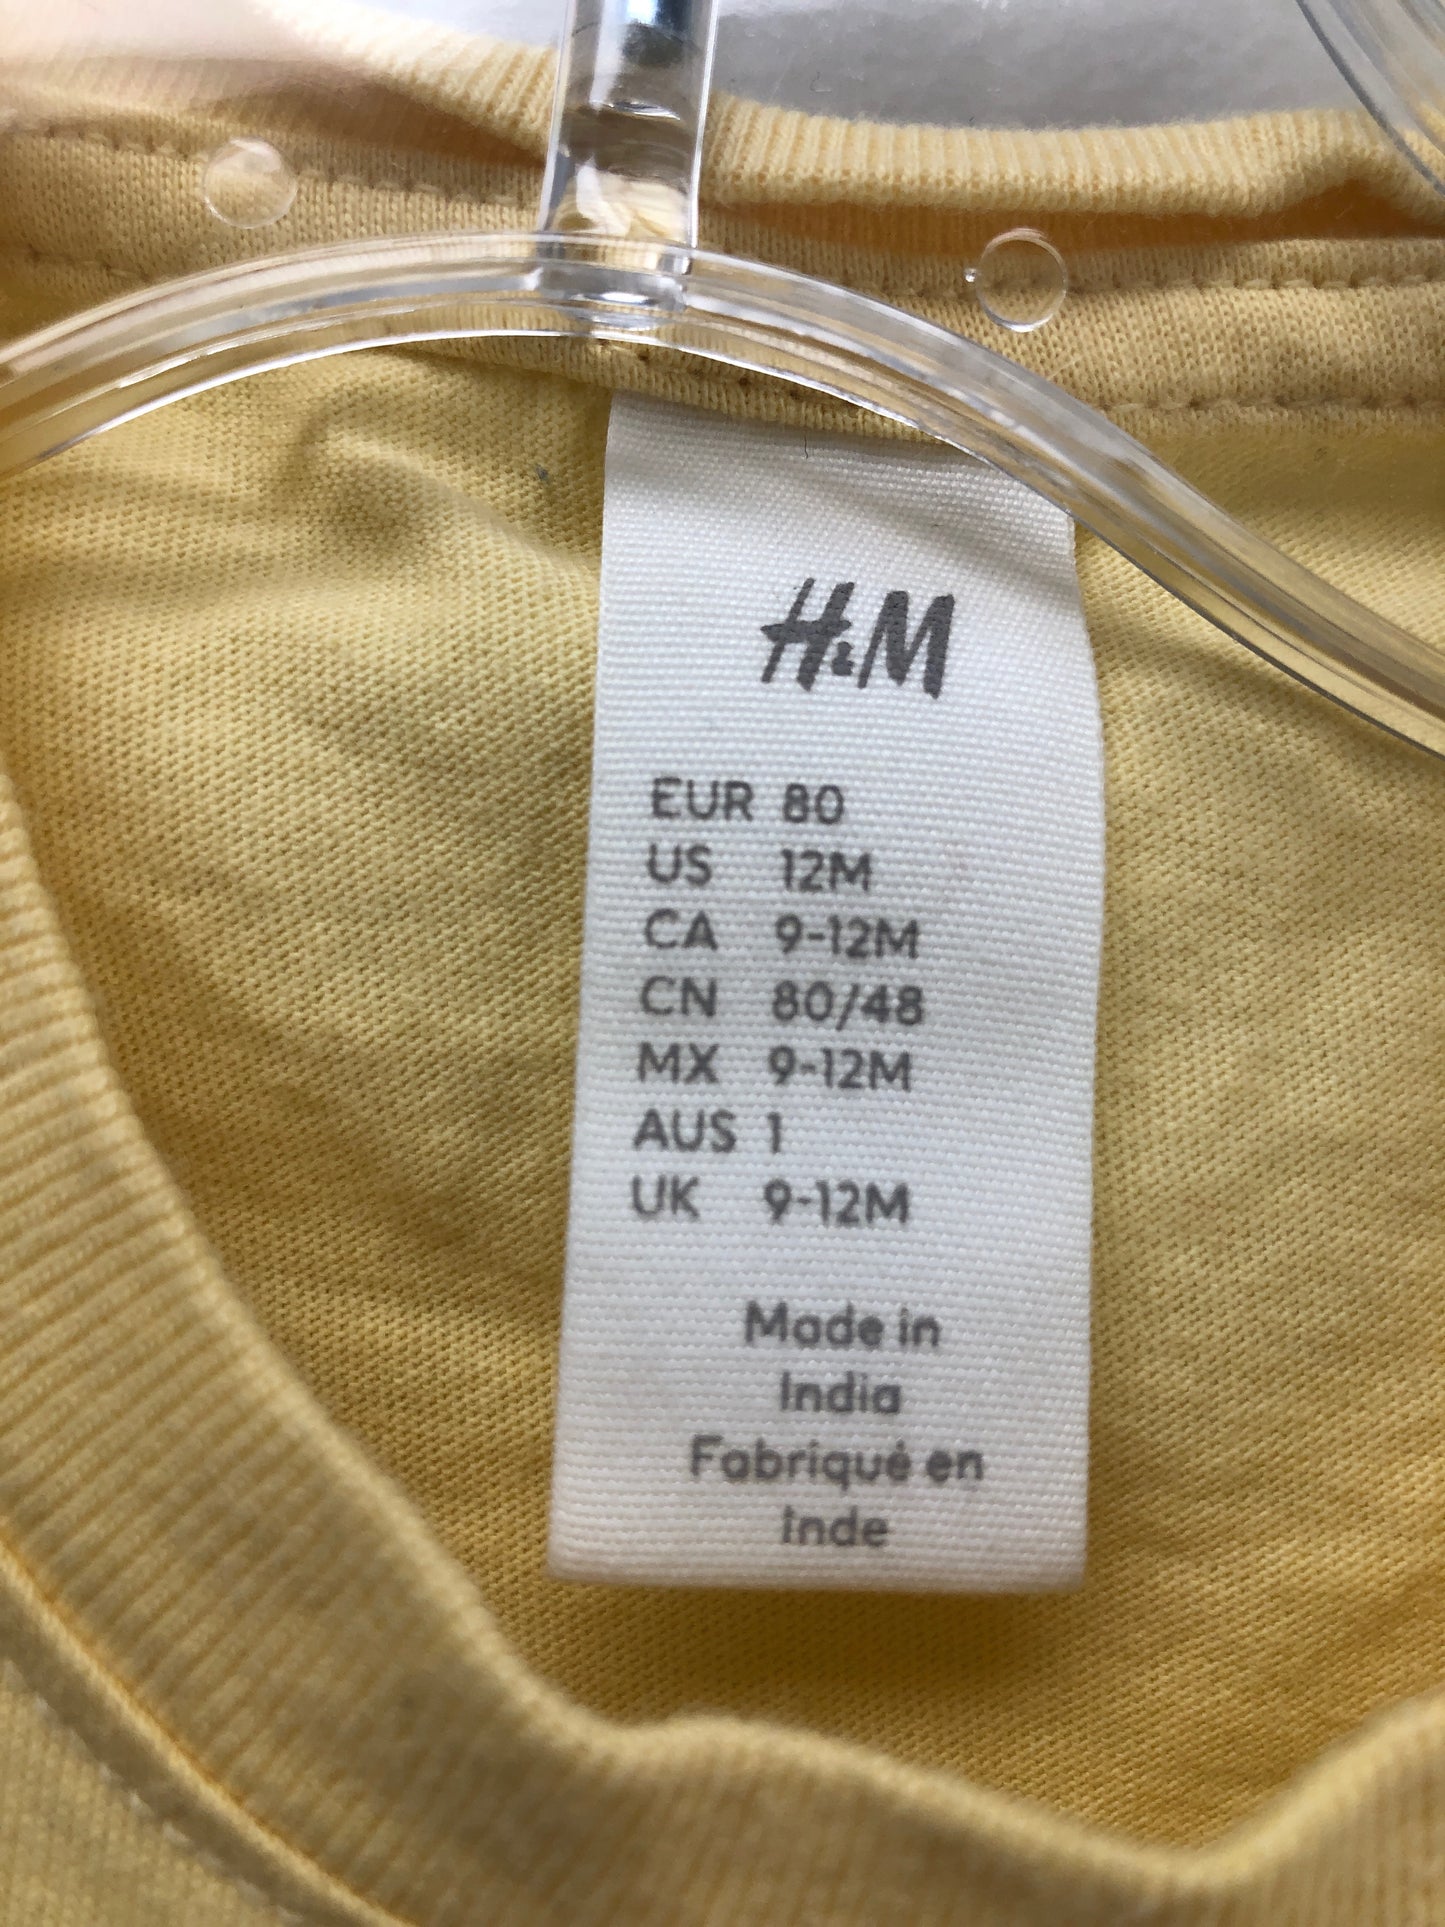 H&M
EUR 80
US 12M
CA 9-12M
CN 80/48
MX 9-12M
AUS 1
UK 9-12M
Made in
India
Fabriqué en
Inde